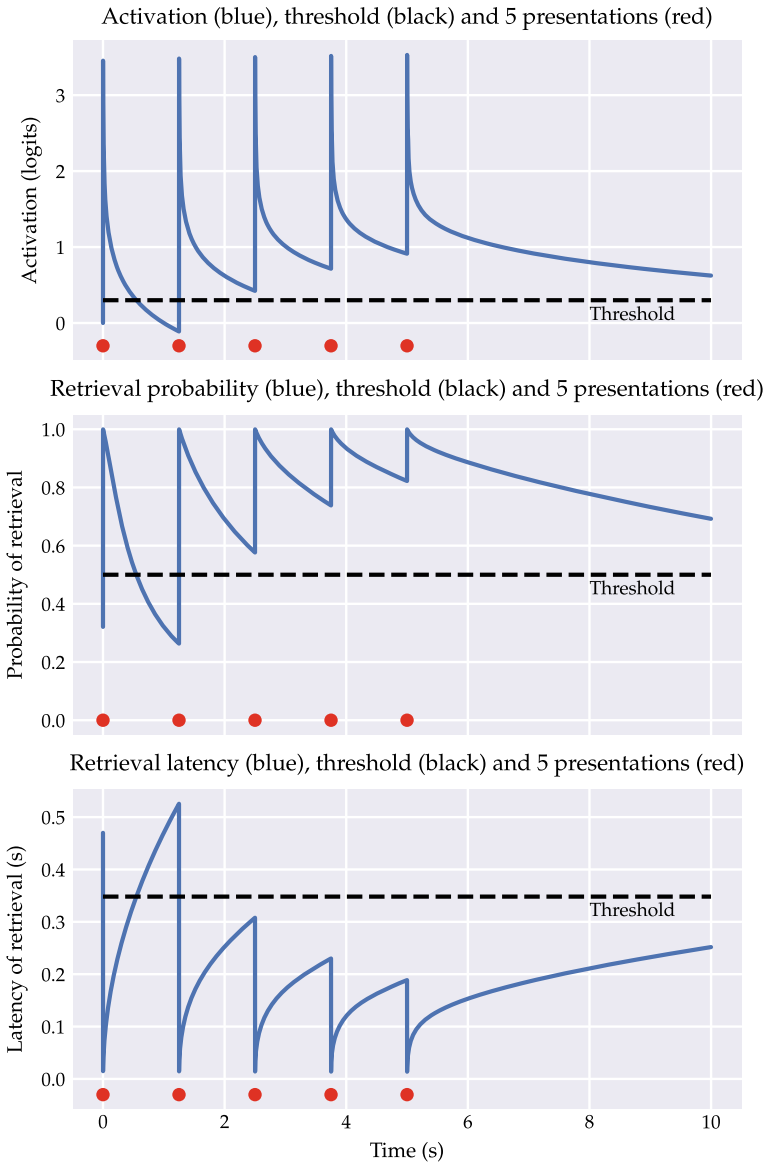 Activation (blue), threshold (black) and 5 presentations (red)
Activation (logits)
3
2
1
0
Threshold
Retrieval probability (blue), threshold (black) and 5 presentations (red)
Probability of retrieval
1.0
0.8
0.6
0.4
0.2
0.0
Threshold
Retrieval latency (blue), threshold (black) and 5 presentations (red)
Latency of retrieval (s)
0.5
0.4
0.3
0.2
0.1
0.0
Threshold
0 2 4 6 8 10
Time (s)